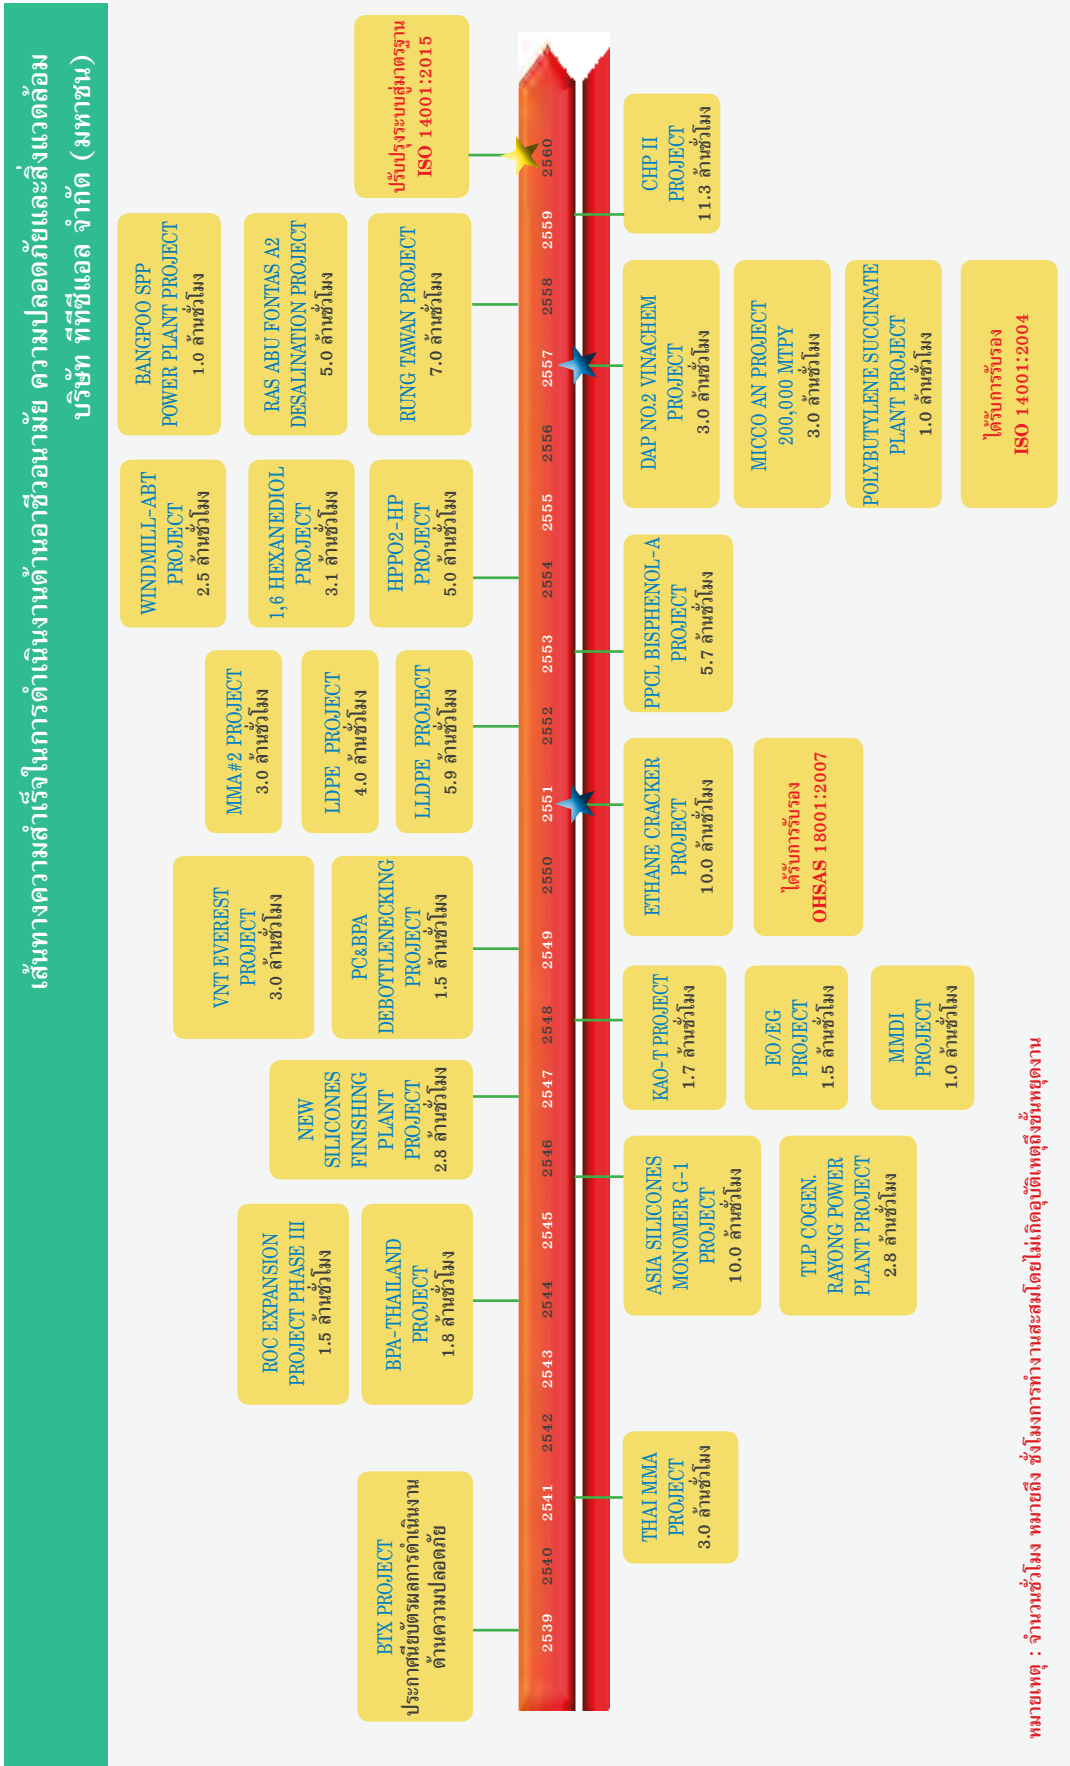 เส้นทางความสำเร็จในการดำเนินงานด้านอาชีวอนามัย ความปลอดภัยและสิ่งแวดล้อม
บริษัท ทีทีซีแอล จำกัด (มหาชน)
BTX PROJECT
ประกาศนียบัตรผลการดำเนินงาน
ด้านความปลอดภัย
ROC EXPANSION
PROJECT PHASE III
1.5 ล้านชั่วโมง
BPA-THAILAND
PROJECT
1.8 ล้านชั่วโมง
NEW
SILICONES
FINISHING
PLANT
PROJECT
2.8 ล้านชั่วโมง
VNT EVEREST
PROJECT
3.0 ล้านชั่วโมง
PC&BPA
DEBOTTLENECKING
PROJECT
1.5 ล้านชั่วโมง
MMA#2 PROJECT
3.0 ล้านชั่วโมง
LDPE PROJECT
4.0 ล้านชั่วโมง
LLDPE PROJECT
5.9 ล้านชั่วโมง
WINDMILL-ABT
PROJECT
2.5 ล้านชั่วโมง
1,6 HEXANEDIOL
PROJECT
3.1 ล้านชั่วโมง
HPPO2-HP
PROJECT
5.0 ล้านชั่วโมง
BANGPOO SPP
POWER PLANT PROJECT
1.0 ล้านชั่วโมง
RAS ABU FONTAS A2
DESALINATION PROJECT
5.0 ล้านชั่วโมง
RUNG TAWAN PROJECT
7.0 ล้านชั่วโมง
ปรับปรุงระบบสู่มาตรฐาน
ISO 14001:2015
2539 2540 2541 2542 2543 2544 2545 2546 2547 2548 2549 2550 2551 2552 2553 2554 2555 2556 2557 2558 2559 2560
THAI MMA
PROJECT
3.0 ล้านชั่วโมง
ASIA SILICONES
MONOMER G-1
PROJECT
10.0 ล้านชั่วโมง
TLP COGEN.
RAYONG POWER
PLANT PROJECT
2.8 ล้านชั่วโมง
KAO-T PROJECT
1.7 ล้านชั่วโมง
EO/EG
PROJECT
1.5 ล้านชั่วโมง
MMDI
PROJECT
1.0 ล้านชั่วโมง
ETHANE CRACKER
PROJECT
10.0 ล้านชั่วโมง
ได้รับการรับรอง
OHSAS 18001:2007
PPCL BISPHENOL-A
PROJECT
5.7 ล้านชั่วโมง
DAP NO.2 VINACHEM
PROJECT
3.0 ล้านชั่วโมง
MICCO AN PROJECT
200,000 MTPY
3.0 ล้านชั่วโมง
POLYBUTYLENE SUCCINATE
PLANT PROJECT
1.0 ล้านชั่วโมง
ได้รับการรับรอง
ISO 14001:2004
CHP II
PROJECT
11.3 ล้านชั่วโมง
หมายเหตุ : จำนวนชั่วโมง หมายถึง ชั่งโมงการทำงานสะสมโดยไม่เกิดอุบัติเหตุถึงขั้นหยุดงาน